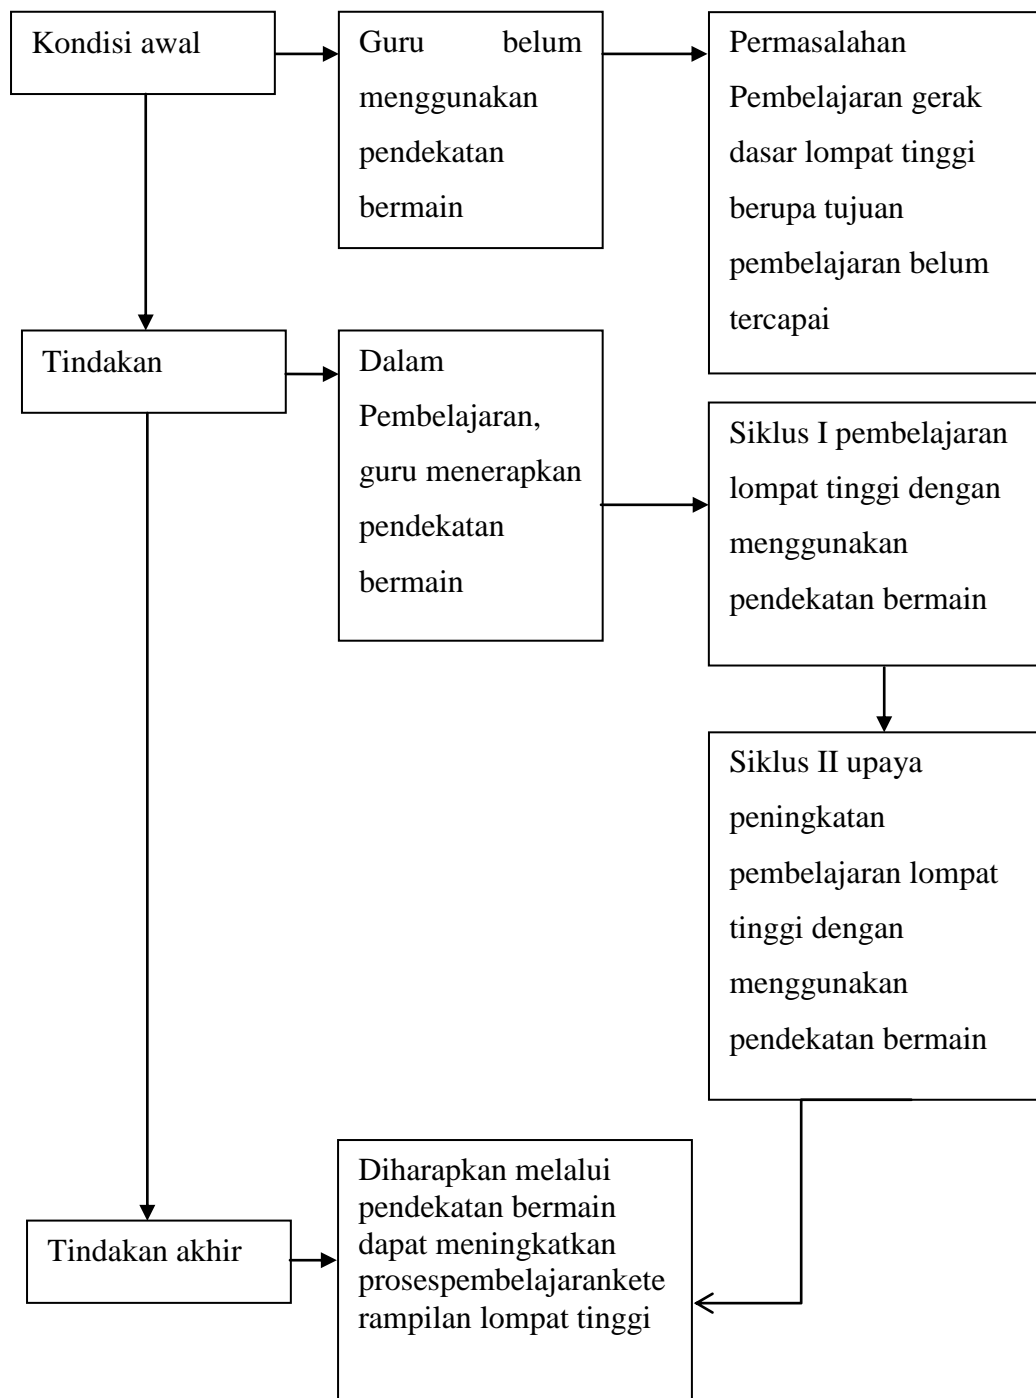 Kondisi awal
Guru belum
menggunakan
pendekatan
bermain
Permasalahan
Pembelajaran gerak
dasar lompat tinggi
berupa tujuan
pembelajaran belum
tercapai
Tindakan
Dalam
Pembelajaran,
guru menerapkan
pendekatan
bermain
Siklus I pembelajaran
lompat tinggi dengan
menggunakan
pendekatan bermain
Siklus II upaya
peningkatan
pembelajaran lompat
tinggi dengan
menggunakan
pendekatan bermain
Tindakan akhir
Diharapkan melalui
pendekatan bermain
dapat meningkatkan
prosespembelajarankete
rampilan lompat tinggi